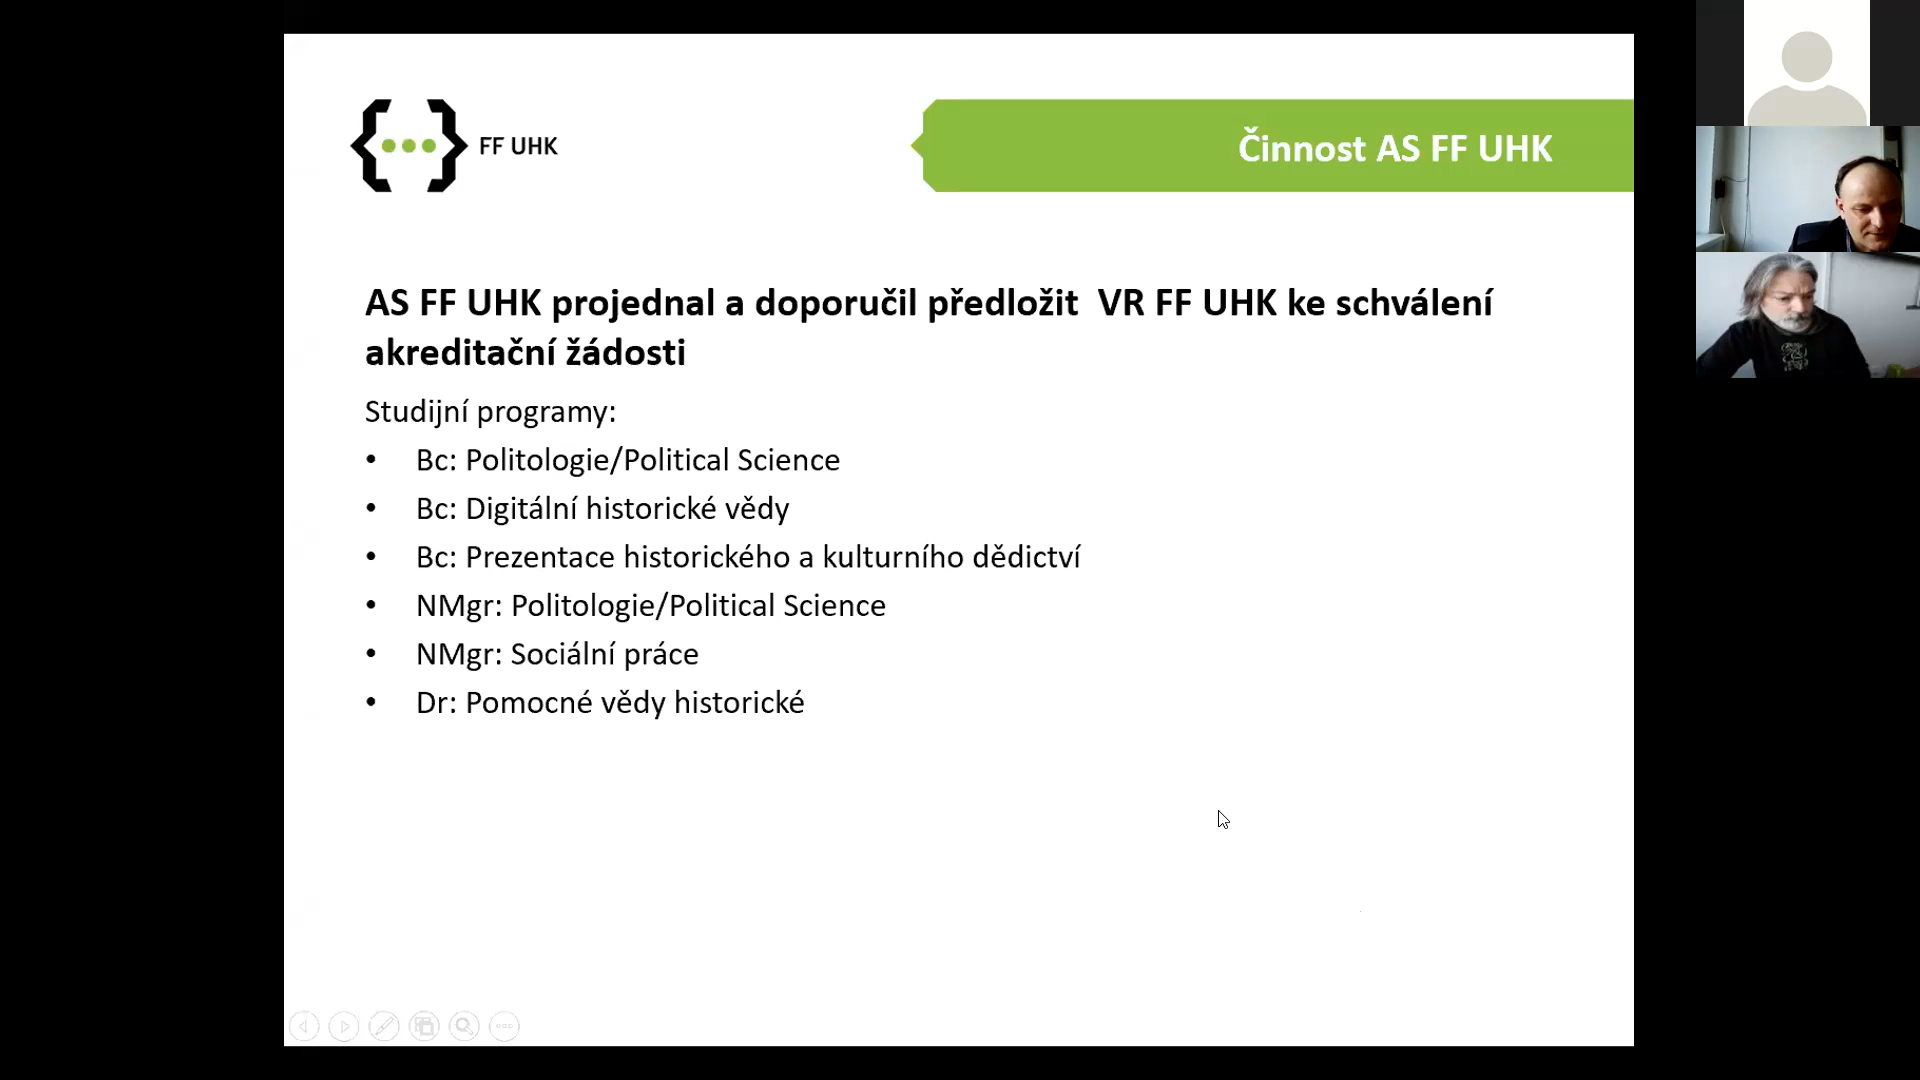 FF UHK
Činnost AS FF UHK
AS FF UHK projednal a doporučil předložit  VR FF UHK ke schválení
akreditační žádosti
Studijní programy:
• Bc: Politologie/Political Science
• Bc: Digitální historické vědy
• Bc: Prezentace historického a kulturního dědictví
• NMgr: Politologie/Political Science
• NMgr: Sociální práce
• Dr: Pomocné vědy historické